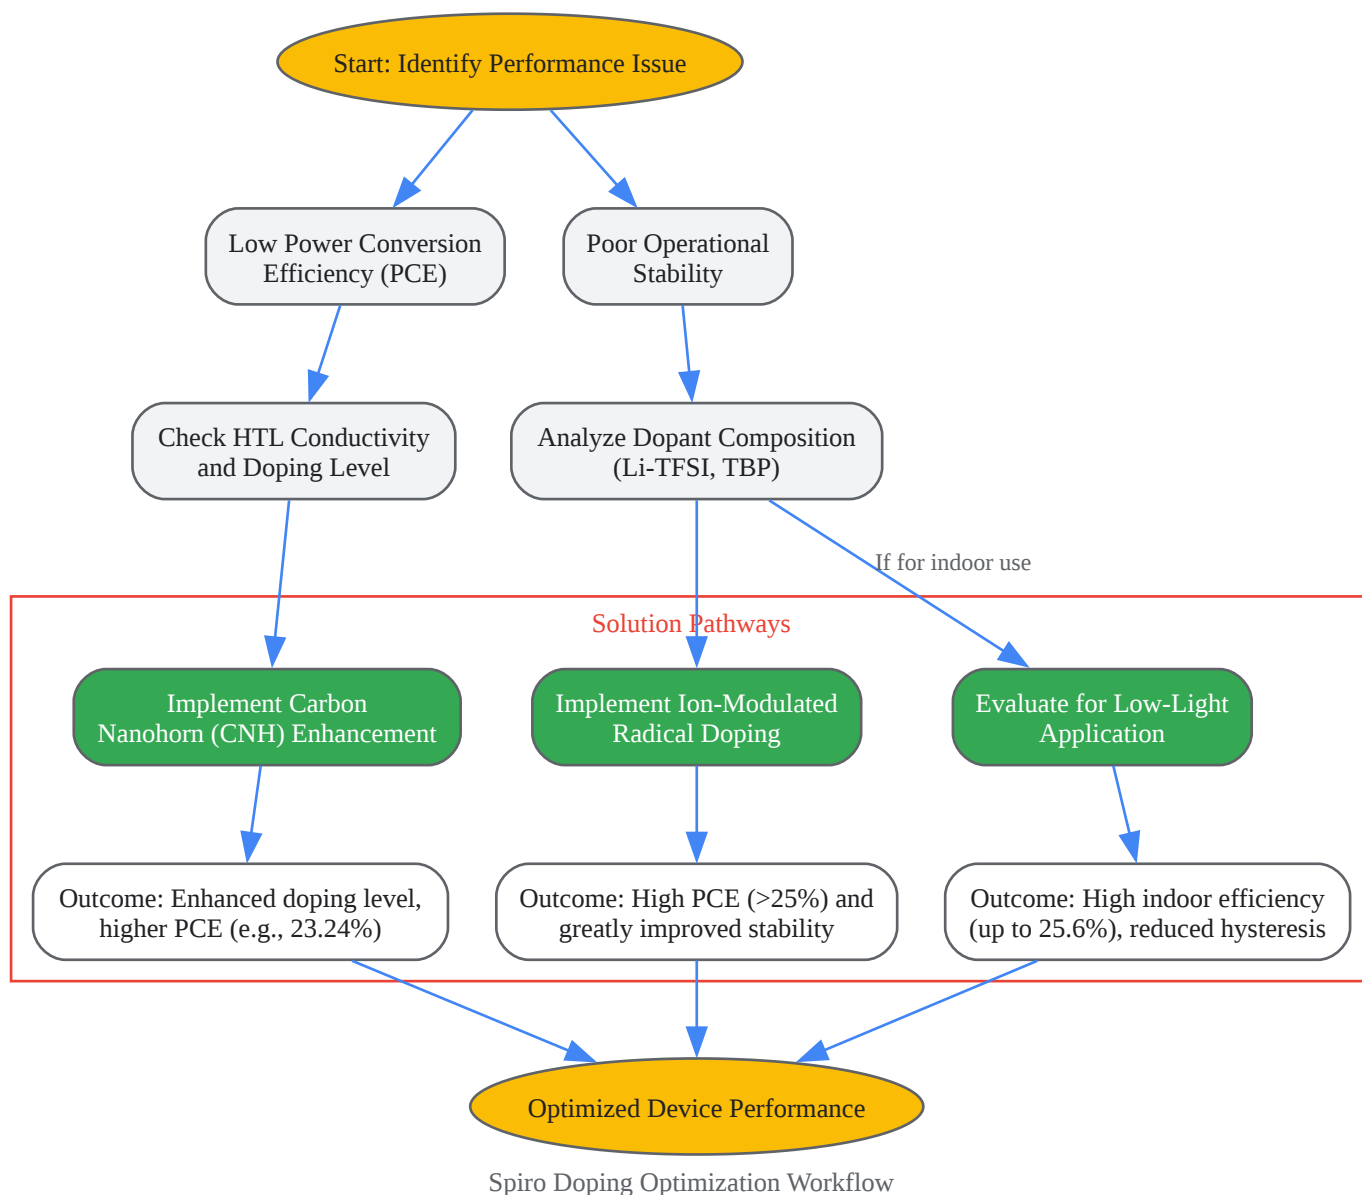 Start: Identify Performance Issue
Low Power Conversion
Efficiency (PCE)
Poor Operational
Stability
Check HTL Conductivity
and Doping Level
Analyze Dopant Composition
(Li-TFSI, TBP)
If for indoor use
Solution Pathways
Implement Carbon
Nanohorn (CNH) Enhancement
Implement Ion-Modulated
Radical Doping
Evaluate for Low-Light
Application
Outcome: Enhanced doping level,
higher PCE (e.g., 23.24%)
Outcome: High PCE (>25%) and
greatly improved stability
Outcome: High indoor efficiency
(up to 25.6%), reduced hysteresis
Optimized Device Performance
Spiro Doping Optimization Workflow